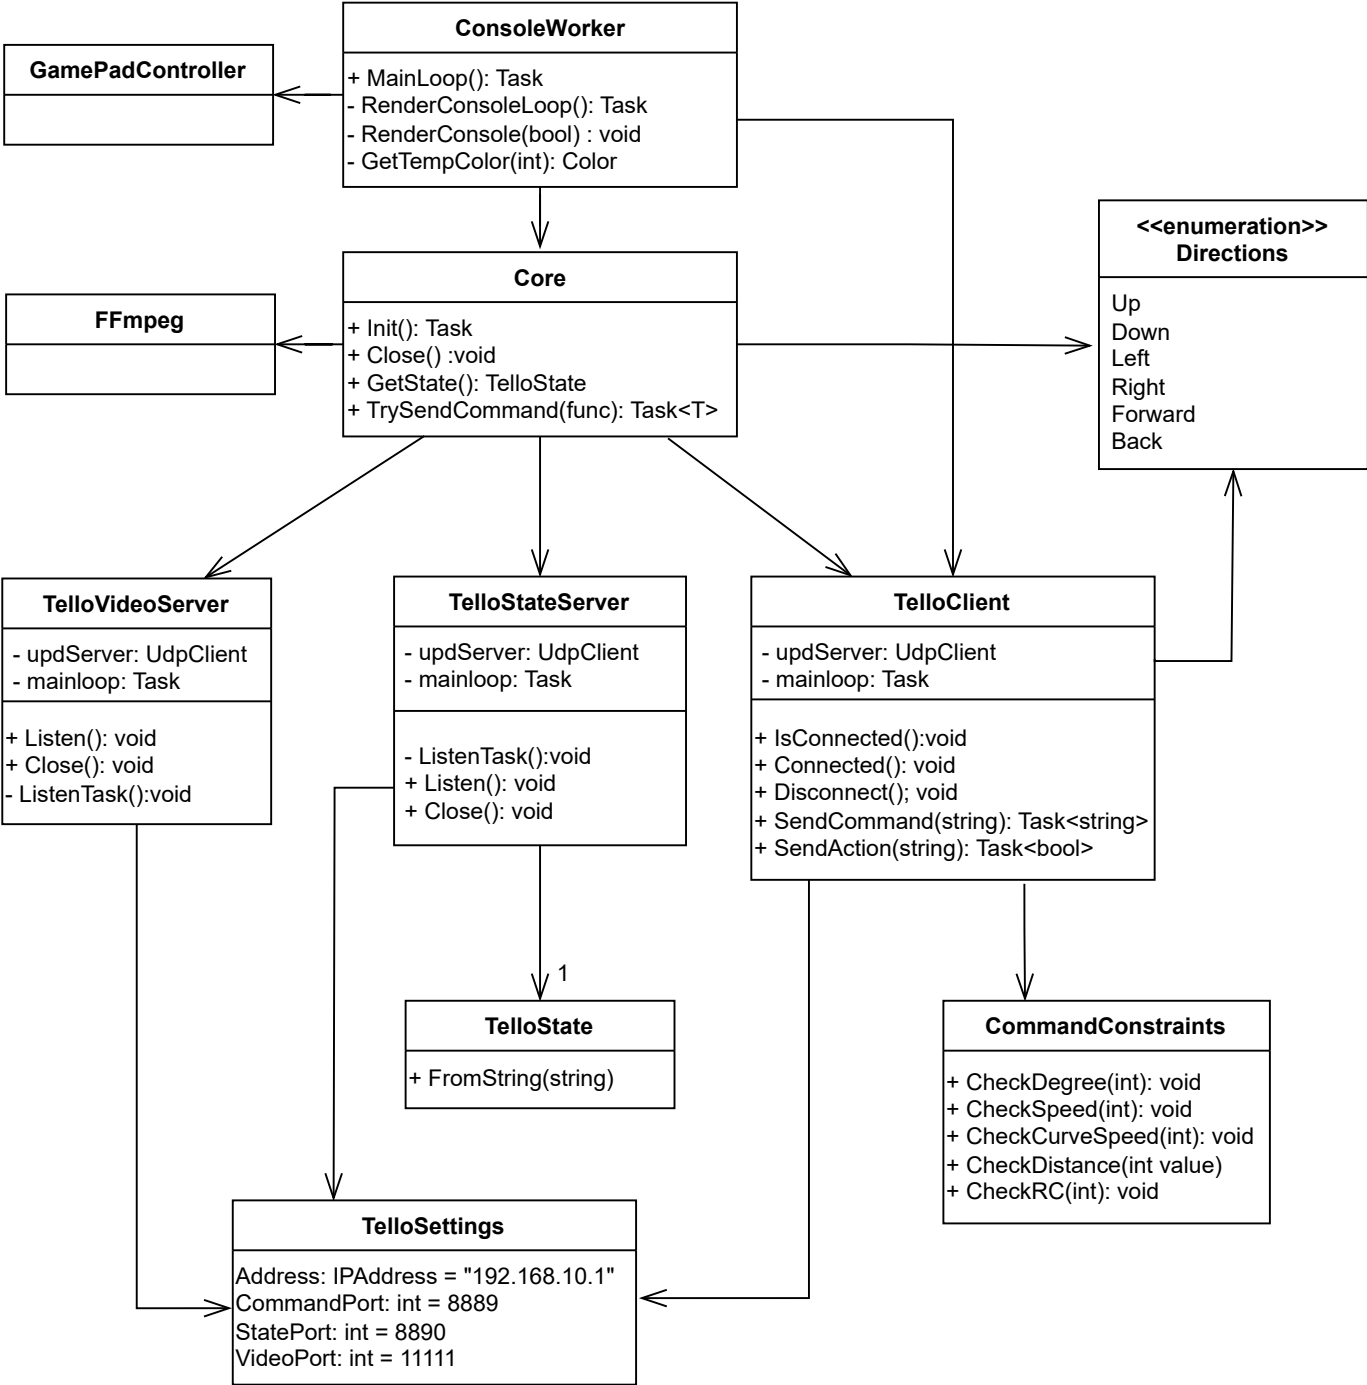 ConsoleWorker
+ MainLoop(): Task
- RenderConsoleLoop(): Task
- RenderConsole(bool) : void
- GetTempColor(int): Color
GamePadController
<<enumeration>>
Directions
Up
Down
Left
Right
Forward
Back
Core
+ Init(): Task
+ Close() :void
+ GetState(): TelloState
+ TrySendCommand(func): Task<T>
FFmpeg
TelloVideoServer
- updServer: UdpClient
- mainloop: Task
+ Listen(): void
+ Close(): void
- ListenTask():void
TelloStateServer
- updServer: UdpClient
- mainloop: Task
- ListenTask():void
+ Listen(): void
+ Close(): void
TelloClient
- updServer: UdpClient
- mainloop: Task
+ IsConnected():void
+ Connected(): void
+ Disconnect(); void
+ SendCommand(string): Task<string>
+ SendAction(string): Task<bool>
1
TelloState
+ FromString(string)
CommandConstraints
+ CheckDegree(int): void
+ CheckSpeed(int): void
+ CheckCurveSpeed(int): void
+ CheckDistance(int value)
+ CheckRC(int): void
TelloSettings
Address: IPAddress = "192.168.10.1"
CommandPort: int = 8889
StatePort: int = 8890
VideoPort: int = 11111